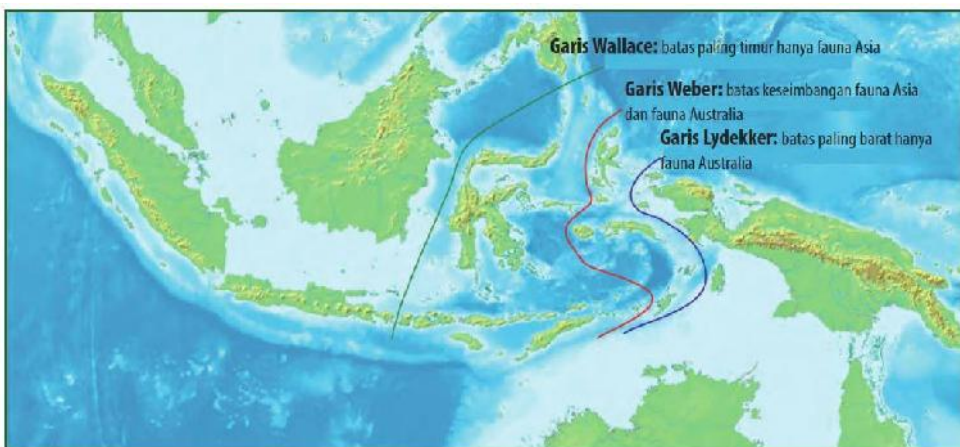 Garis Wallace: batas paling timur hanya fauna Asia
Garis Weber: batas keseimbangan fauna Asia
dan fauna Australia
Garis Lydekker: batas paling barat hanya
fauna Australia